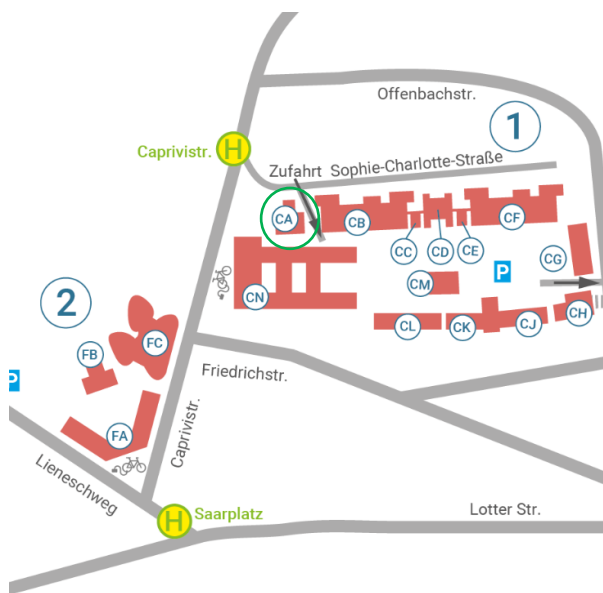 Offenbachstr.
1
Caprivistr.
H
Zufahrt
Sophie-Charlotte-Straße
CA
CB
CC
CD
CE
CF
CG
CM
P
CN
CH
CL
CK
CJ
2
FB
FC
P
Friedrichstr.
FA
Caprivistr.
Lieneschweg
H
Saarplatz
Lotter Str.